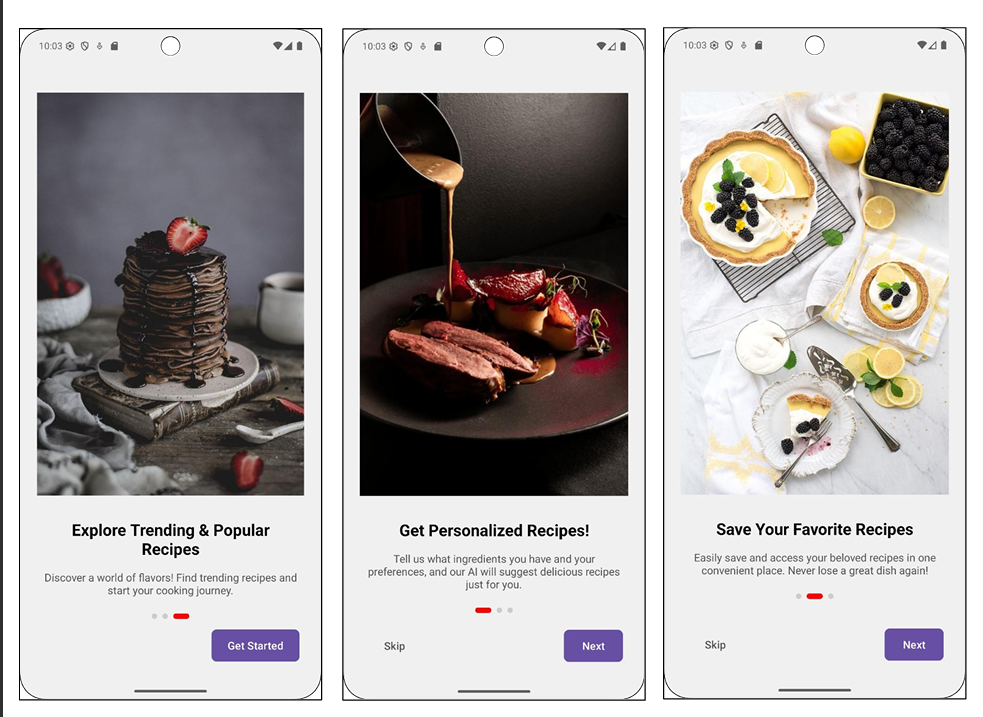 10:03
Explore Trending & Popular
Recipes
Discover a world of flavors! Find trending recipes and
start your cooking journey.
Get Started
10:03
Get Personalized Recipes!
Tell us what ingredients you have and your
preferences, and our AI will suggest delicious recipes
just for you.
Skip
Next
10:03
Save Your Favorite Recipes
Easily save and access your beloved recipes in one
convenient place. Never lose a great dish again!
Skip
Next